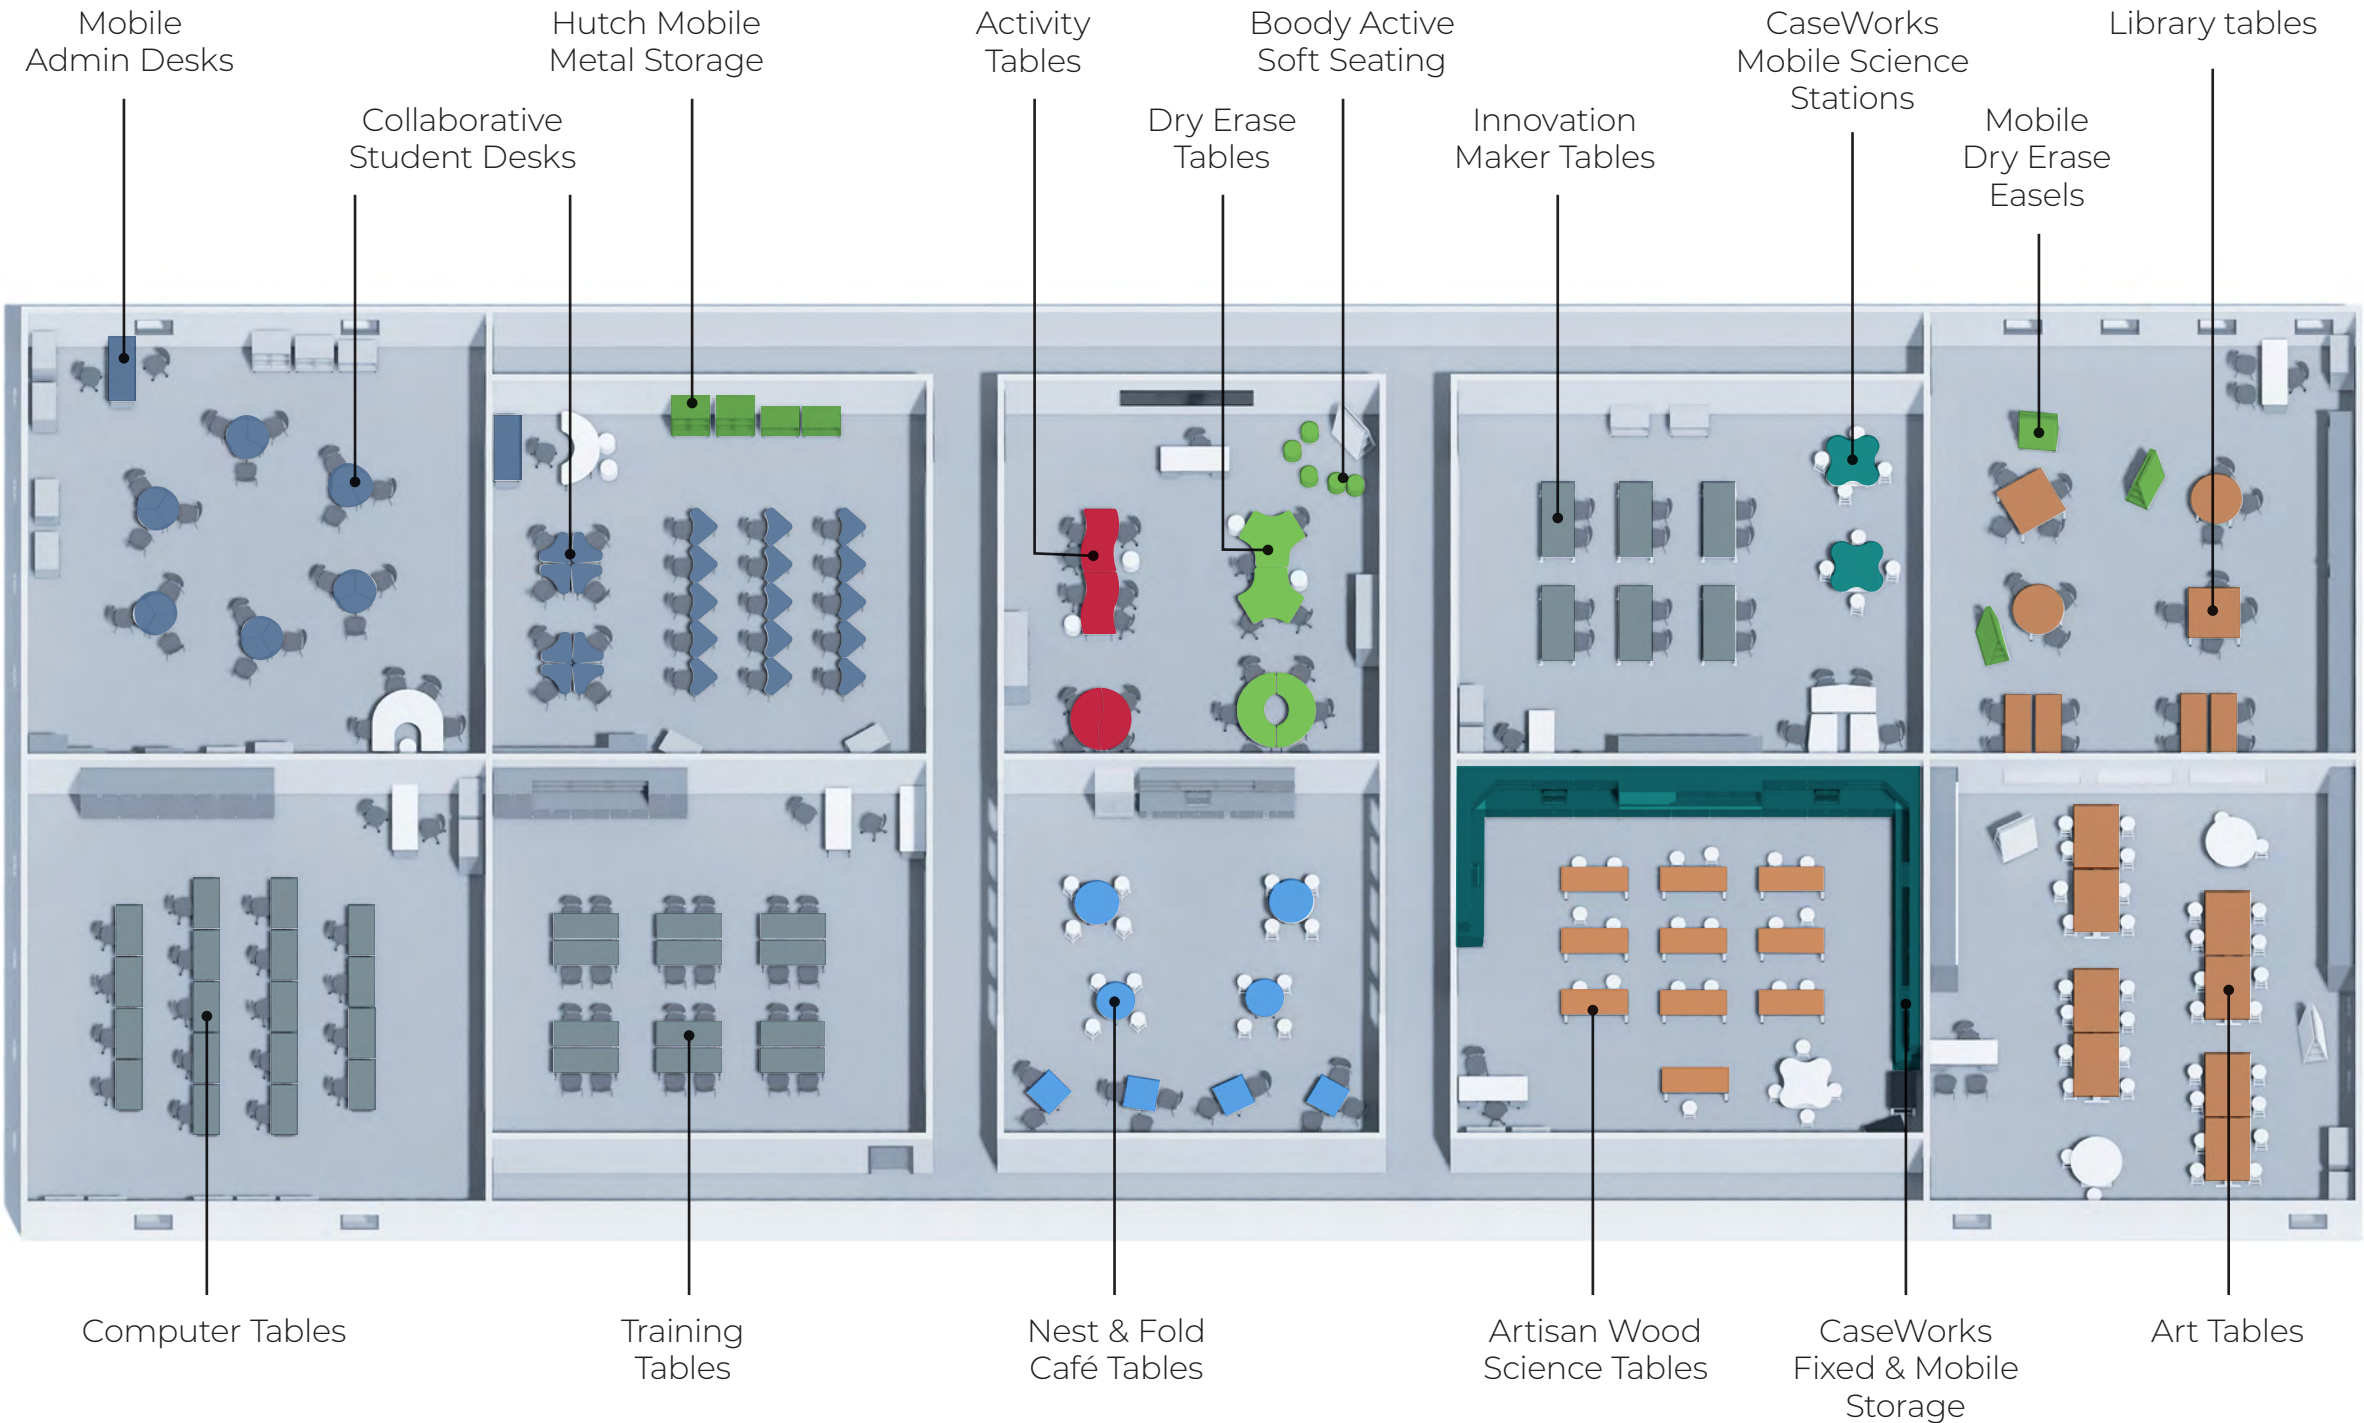 Mobile
Admin Desks
Hutch Mobile
Metal Storage
Activity
Tables
Boody Active
Soft Seating
CaseWorks
Mobile Science
Stations
Library tables
Collaborative
Student Desks
Dry Erase
Tables
Innovation
Maker Tables
Mobile
Dry Erase
Easels
Computer Tables
Training
Tables
Nest & Fold
Café Tables
Artisan Wood
Science Tables
CaseWorks
Fixed & Mobile
Storage
Art Tables